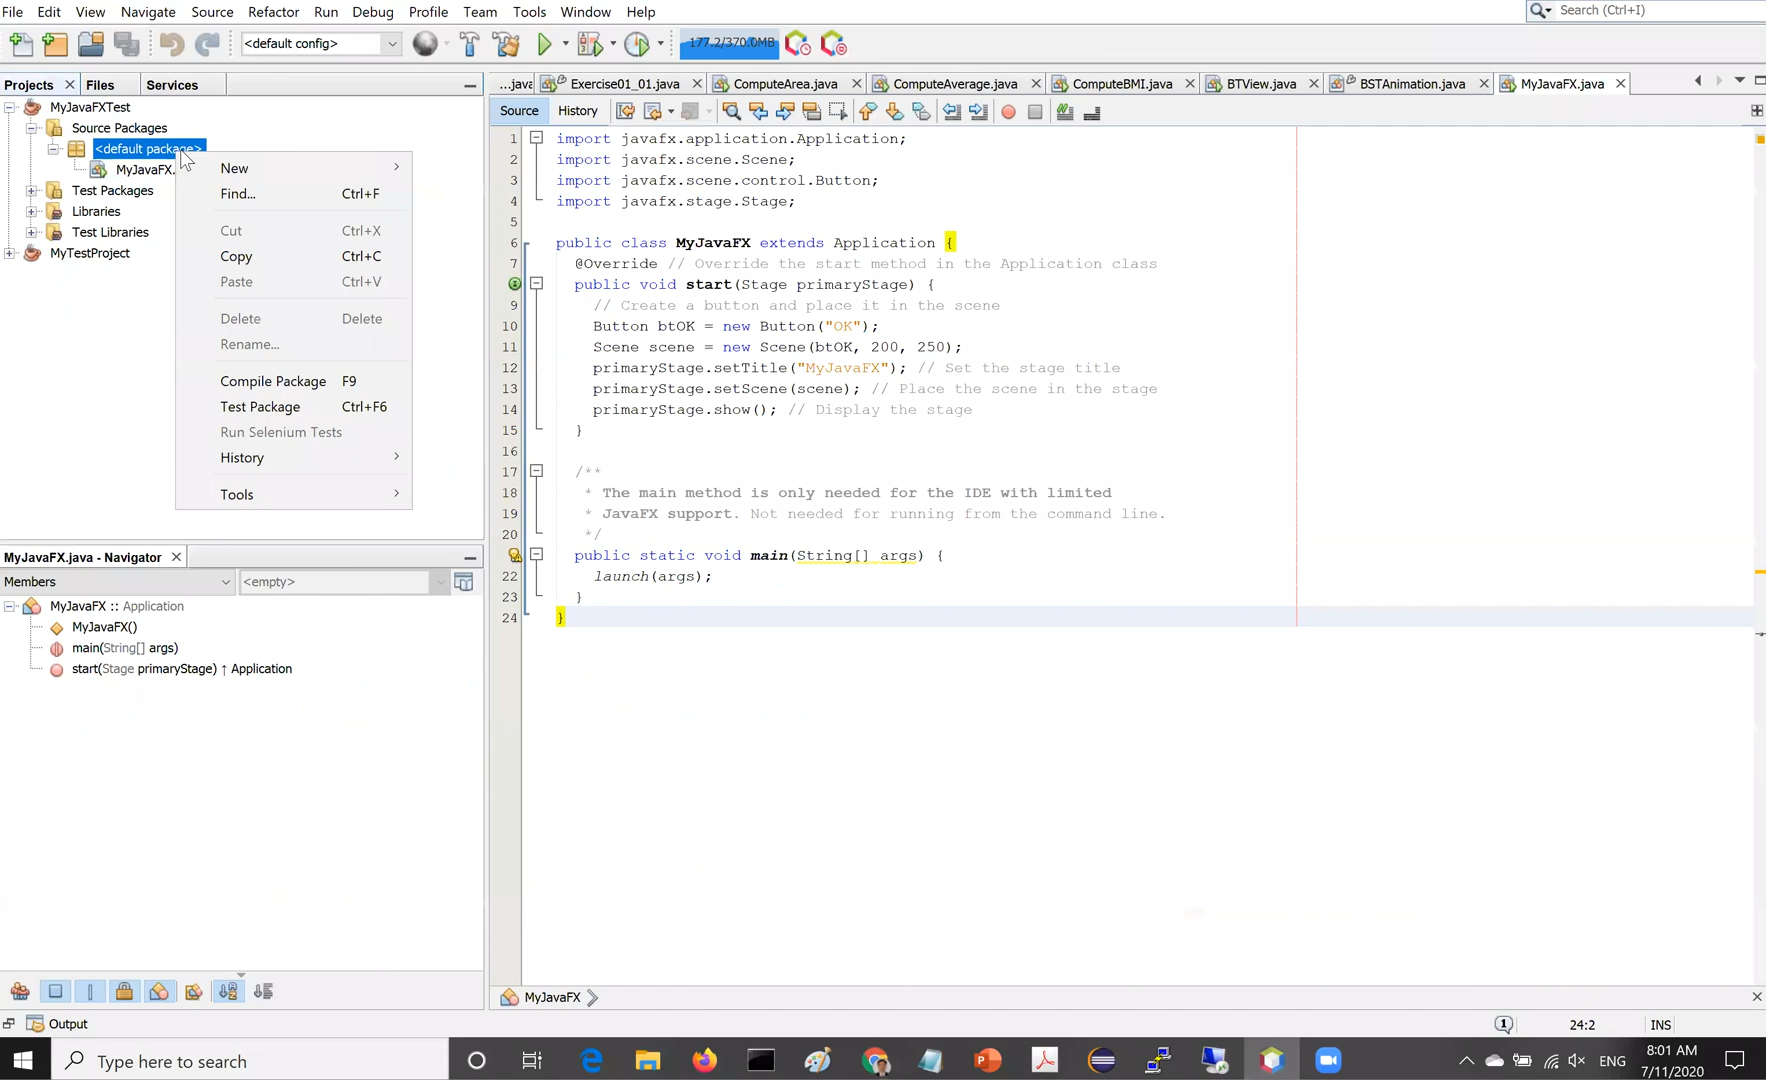 File Edit View Navigate Source Refactor Run Debug Profile Team Tools Window Help
Search (Ctrl+I)
<default config>
177.2/370.0MB
Projects Files Services
...java Exercise01_01.java ComputeArea.java ComputeAverage.java ComputeBMI.java BTView.java BSTAnimation.java MyJavaFX.java
Source History
MyJavaFXTest
Source Packages
<default package>
MyJavaFX.
Test Packages
Libraries
Test Libraries
MyTestProject
New
Find... Ctrl+F
Cut Ctrl+X
Copy Ctrl+C
Paste Ctrl+V
Delete Delete
Rename...
Compile Package F9
Test Package Ctrl+F6
Run Selenium Tests
History
Tools
1 import javafx.application.Application;
2 import javafx.scene.Scene;
3 import javafx.scene.control.Button;
4 import javafx.stage.Stage;
5
6 public class MyJavaFX extends Application {
7 @Override // Override the start method in the Application class
public void start(Stage primaryStage) {
9 // Create a button and place it in the scene
10 Button btOK = new Button("OK");
11 Scene scene = new Scene(btOK, 200, 250);
12 primaryStage.setTitle("MyJavaFX"); // Set the stage title
13 primaryStage.setScene(scene); // Place the scene in the stage
14 primaryStage.show(); // Display the stage
15 }
16
17 /**
18 * The main method is only needed for the IDE with limited
19 * JavaFX support. Not needed for running from the command line.
20 */
public static void main(String[] args) {
22 launch(args);
23 }
24 }
MyJavaFX.java - Navigator
Members <empty>
MyJavaFX :: Application
MyJavaFX()
main(String[] args)
start(Stage primaryStage) ↑ Application
MyJavaFX
Output
1 24:2 INS
Type here to search
ENG
8:01 AM
7/11/2020